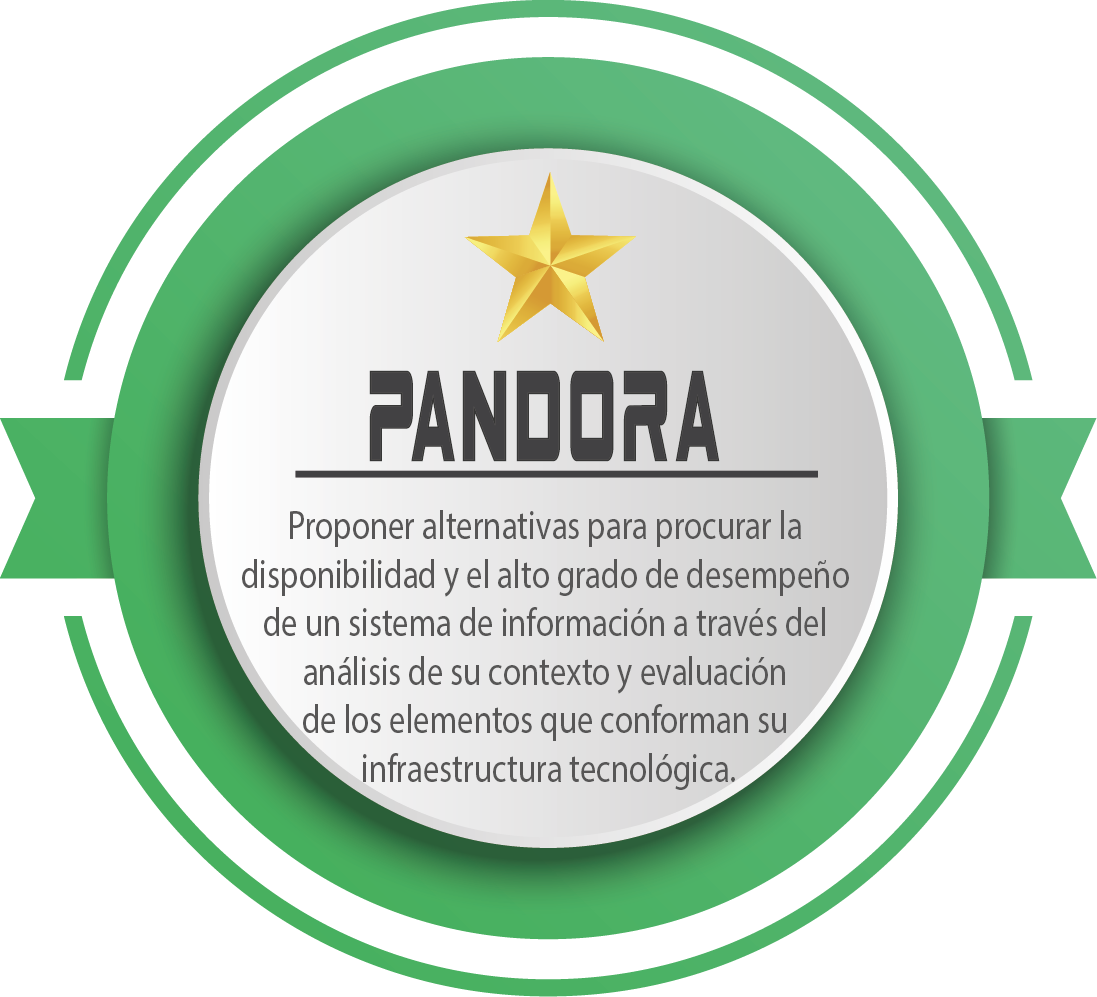 PANDORA
Proponer alternativas para procurar la
disponibilidad y el alto grado de desempeño
de un sistema de información a través del
análisis de su contexto y evaluación
de los elementos que conforman su
infraestructura tecnológica.